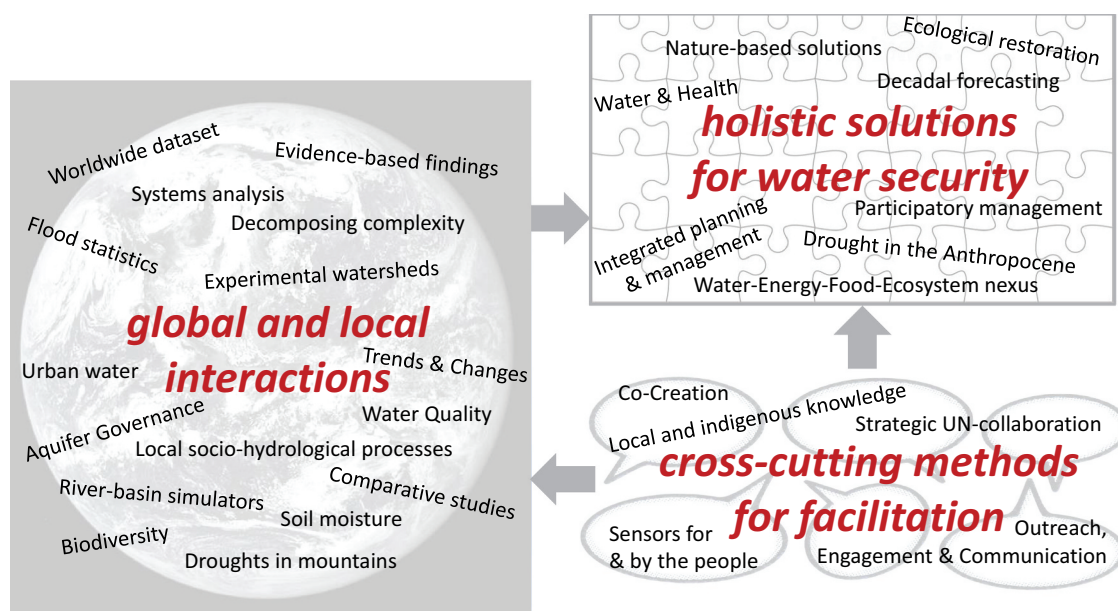 Worldwide dataset
Evidence-based findings
Systems analysis
Decomposing complexity
Flood statistics
Experimental watersheds
global and local
interactions
Trends & Changes
Urban water
Water Quality
Aquifer Governance
Local socio-hydrological processes
Comparative studies
River-basin simulators
Soil moisture
Biodiversity
Droughts in mountains
Ecological restoration
Nature-based solutions
Decadal forecasting
Water & Health
holistic solutions
for water security
Participatory management
Integrated planning
& management
Drought in the Anthropocene
Water-Energy-Food-Ecosystem nexus
Co-Creation
Local and indigenous knowledge
Strategic UN-collaboration
cross-cutting methods
for facilitation
Sensors for
& by the people
Outreach,
Engagement & Communication